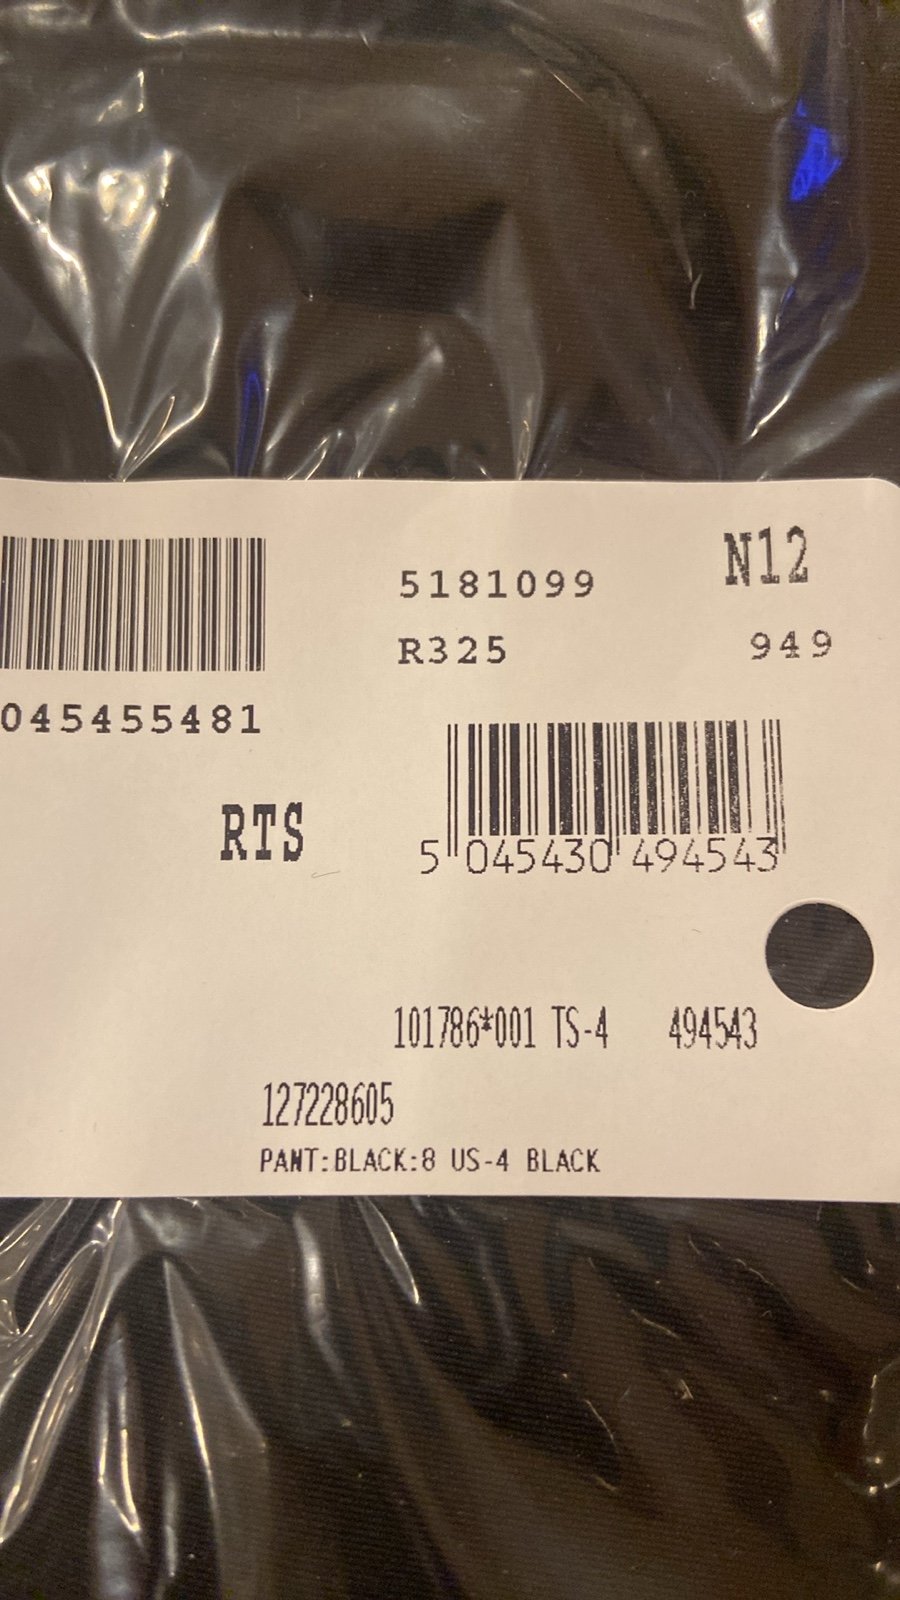 5181099
N12
R325
949
045455481
RTS
5 045430 494543
101786*001 TS-4 494543
127228605
PANT:BLACK:8 US-4 BLACK